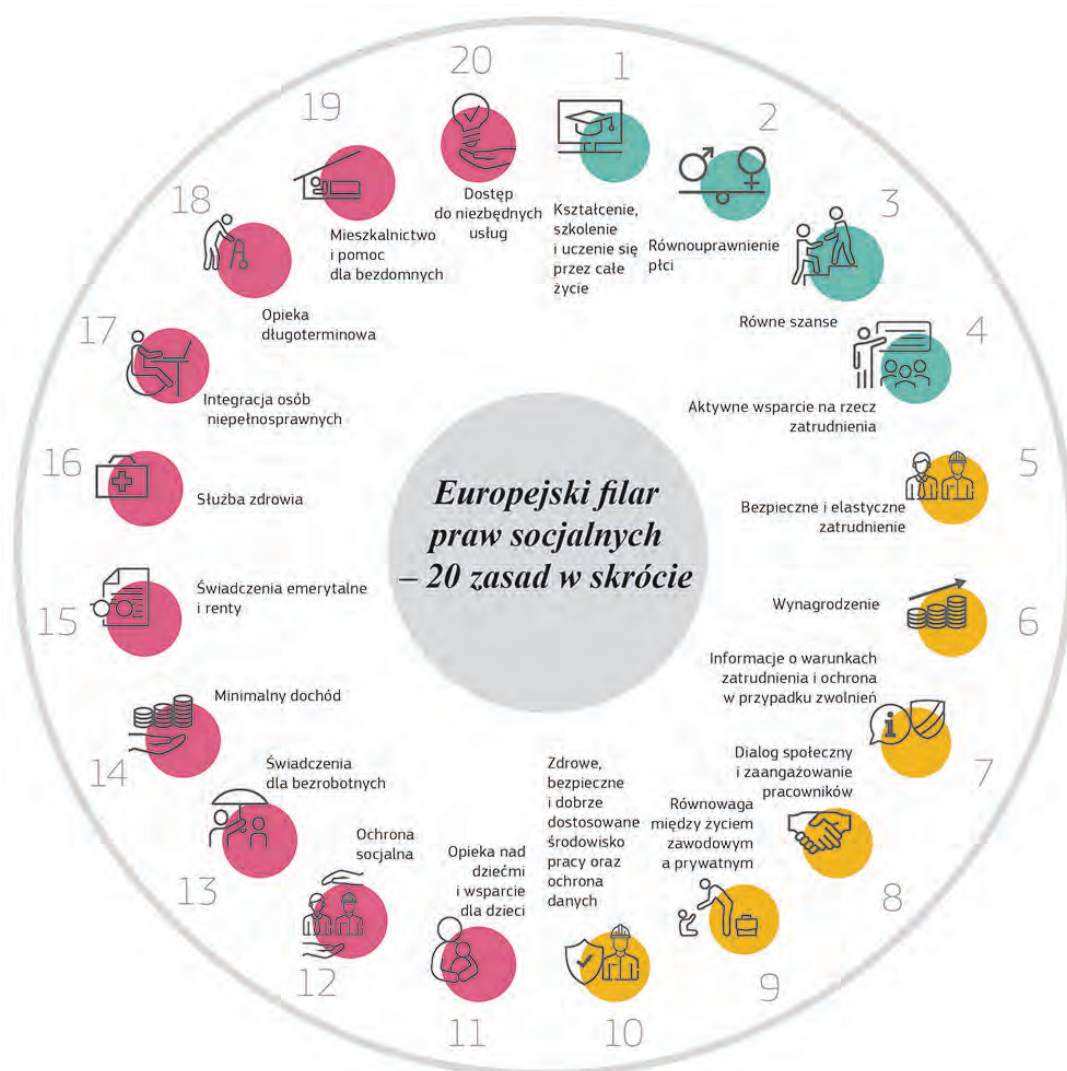 Europejski filar
praw socjalnych
– 20 zasad w skrócie
1
Kształcenie,
szkolenie
i uczenie się
przez całe
życie
2
Równouprawnienie
płci
3
Równe szanse
4
Aktywne wsparcie na rzecz
zatrudnienia
5
Bezpieczne i elastyczne
zatrudnienie
6
Wynagrodzenie
7
Informacje o warunkach
zatrudnienia i ochrona
w przypadku zwolnień
8
Dialog społeczny
i zaangażowanie
pracowników
9
Równowaga
między życiem
zawodowym
a prywatnym
10
Zdrowe,
bezpieczne
i dobrze
dostosowane
środowisko
pracy oraz
ochrona
danych
11
Opieka nad
dziećmi
i wsparcie
dla dzieci
12
Ochrona
socjalna
13
Świadczenia
dla bezrobotnych
14
Minimalny dochód
15
Świadczenia emerytalne
i renty
16
Służba zdrowia
17
Integracja osób
niepełnosprawnych
18
Opieka
długoterminowa
19
Mieszkalnictwo
i pomoc
dla bezdomnych
20
Dostęp
do niezbędnych
usług